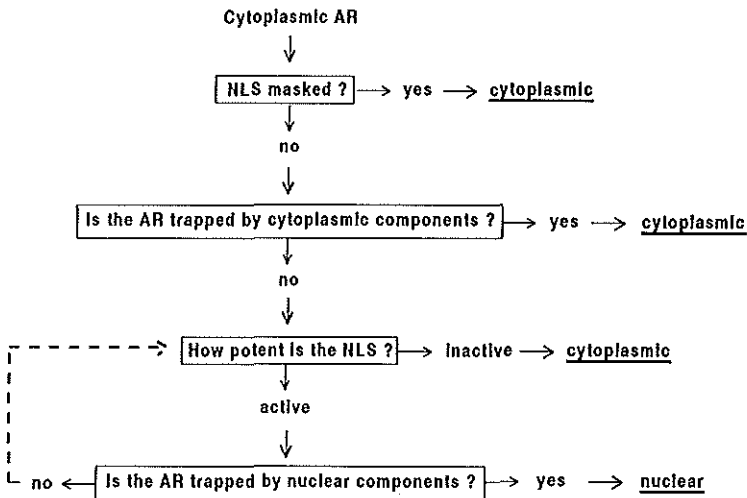 Cytoplasmic AR
NLS masked ? yes cytoplasmic
no
Is the AR trapped by cytoplasmic components ? yes cytoplasmic
no
How potent is the NLS ? inactive cytoplasmic
active
no Is the AR trapped by nuclear components ? yes nuclear